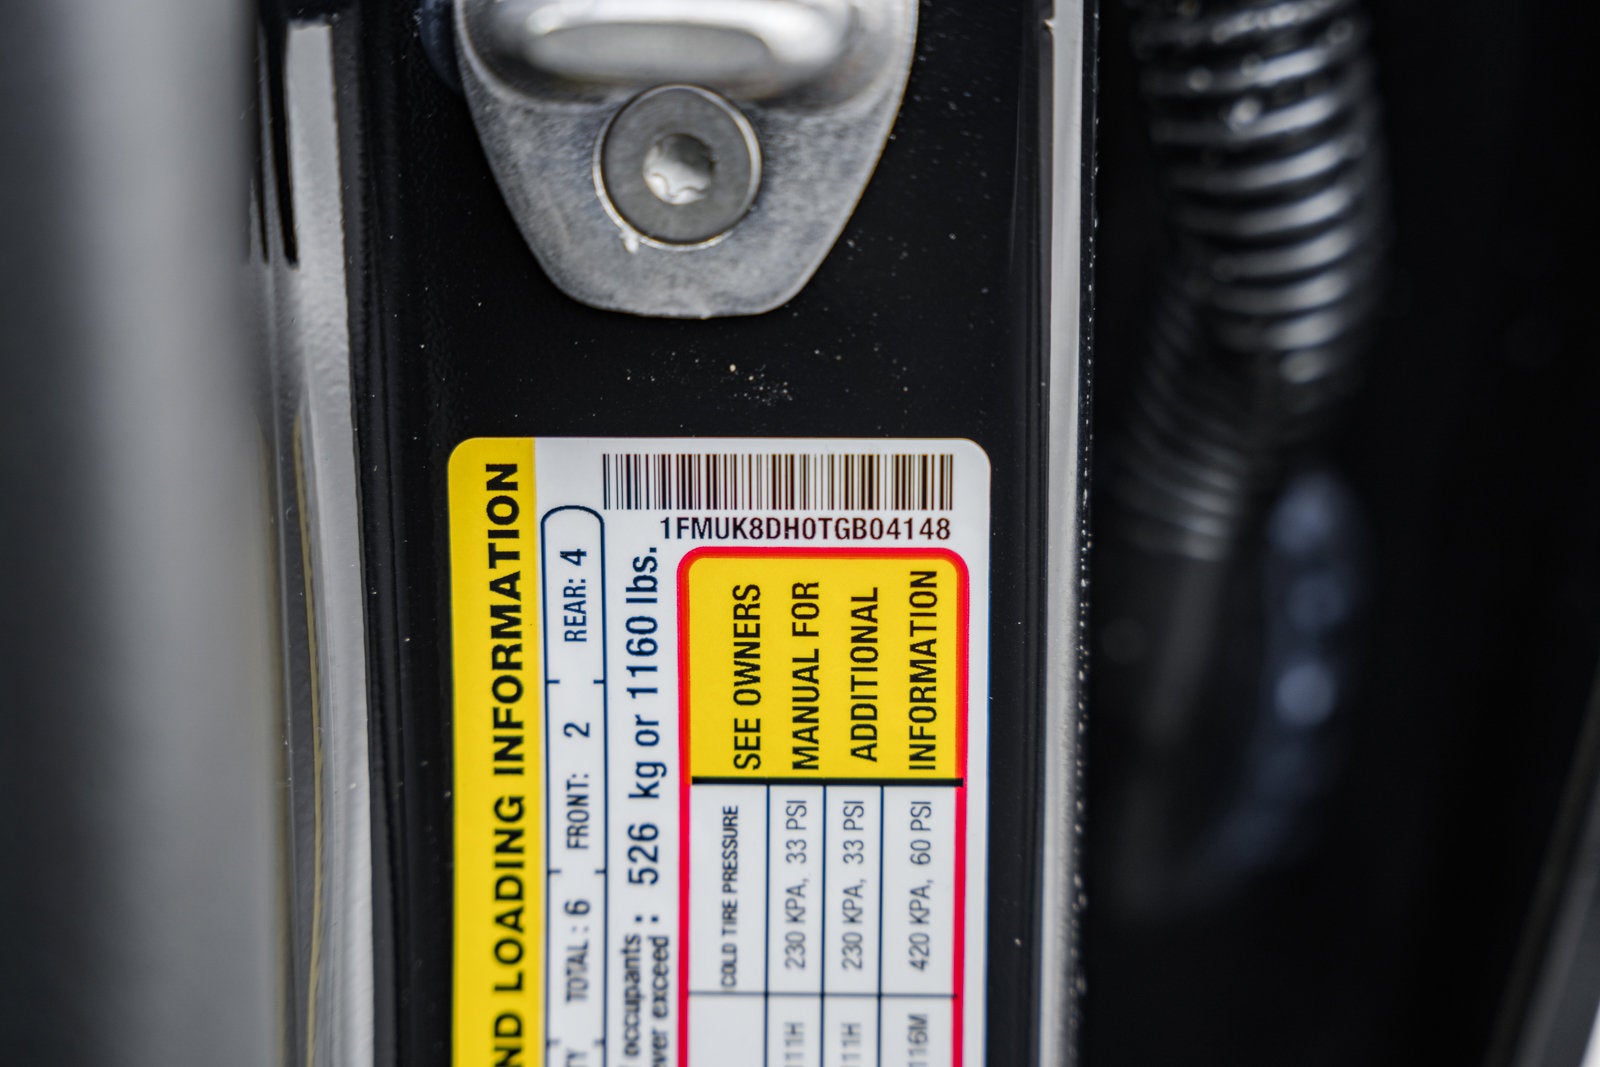 1FMUK8DH0TGB04148
ND LOADING INFORMATION
TOTAL: 6 FRONT: 2 REAR: 4
occupants
ver exceed : 526 kg or 1160 lbs.
SEE OWNERS
MANUAL FOR
ADDITIONAL
INFORMATION
COLD TIRE PRESSURE
111H 230 KPA, 33 PSI
111H 230 KPA, 33 PSI
116M 420 KPA, 60 PSI